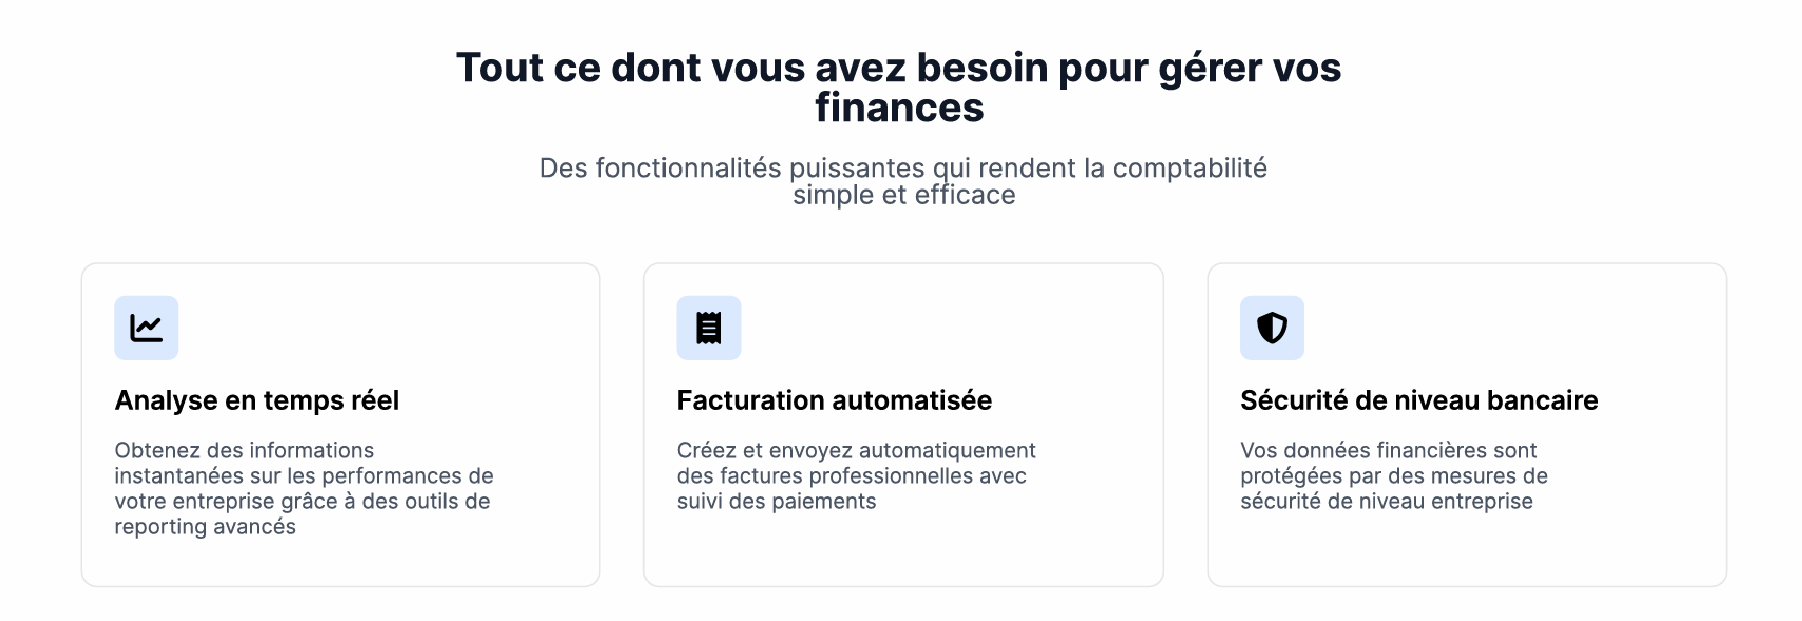 Tout ce dont vous avez besoin pour gérer vos
finances
Des fonctionnalités puissantes qui rendent la comptabilité
simple et efficace
Analyse en temps réel
Obtenez des informations
instantanées sur les performances de
votre entreprise grâce à des outils de
reporting avancés
Facturation automatisée
Créez et envoyez automatiquement
des factures professionnelles avec
suivi des paiements
Sécurité de niveau bancaire
Vos données financières sont
protégées par des mesures de
sécurité de niveau entreprise